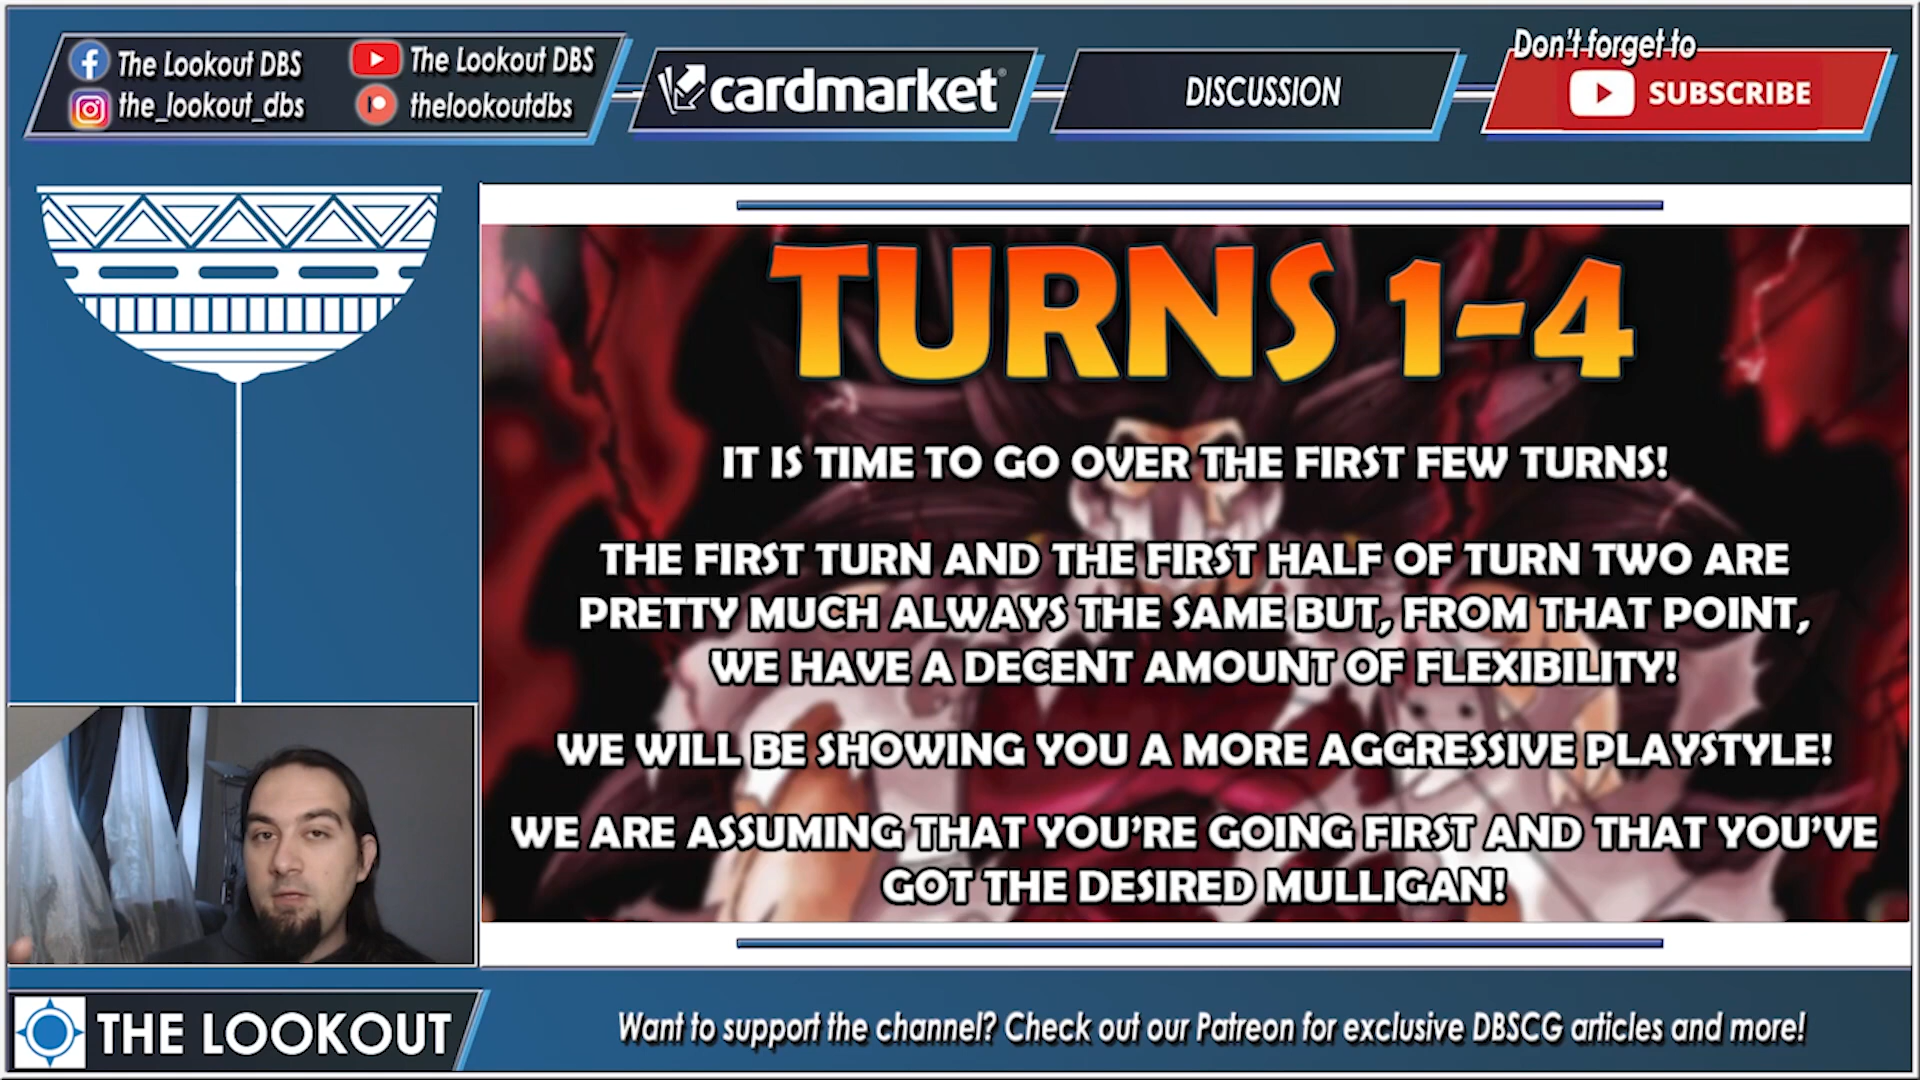 The Lookout DBS
The Lookout DBS
the_lookout_dbs
thelookoutdbs
cardmarket
DISCUSSION
Don't forget to
SUBSCRIBE
TURNS 1-4
IT IS TIME TO GO OVER THE FIRST FEW TURNS!
THE FIRST TURN AND THE FIRST HALF OF TURN TWO ARE
PRETTY MUCH ALWAYS THE SAME BUT, FROM THAT POINT,
WE HAVE A DECENT AMOUNT OF FLEXIBILITY!
WE WILL BE SHOWING YOU A MORE AGGRESSIVE PLAYSTYLE!
WE ARE ASSUMING THAT YOU'RE GOING FIRST AND THAT YOU'VE
GOT THE DESIRED MULLIGAN!
THE LOOKOUT
Want to support the channel? Check out our Patreon for exclusive DBSCG articles and more!